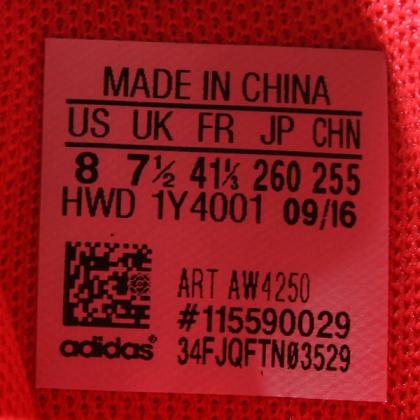 MADE IN CHINA
US UK FR JP CHN
8 7½ 41⅓ 260 255
HWD 1Y4001 09/16
ART AW4250
#115590029
adidas 34FJQFTN03529